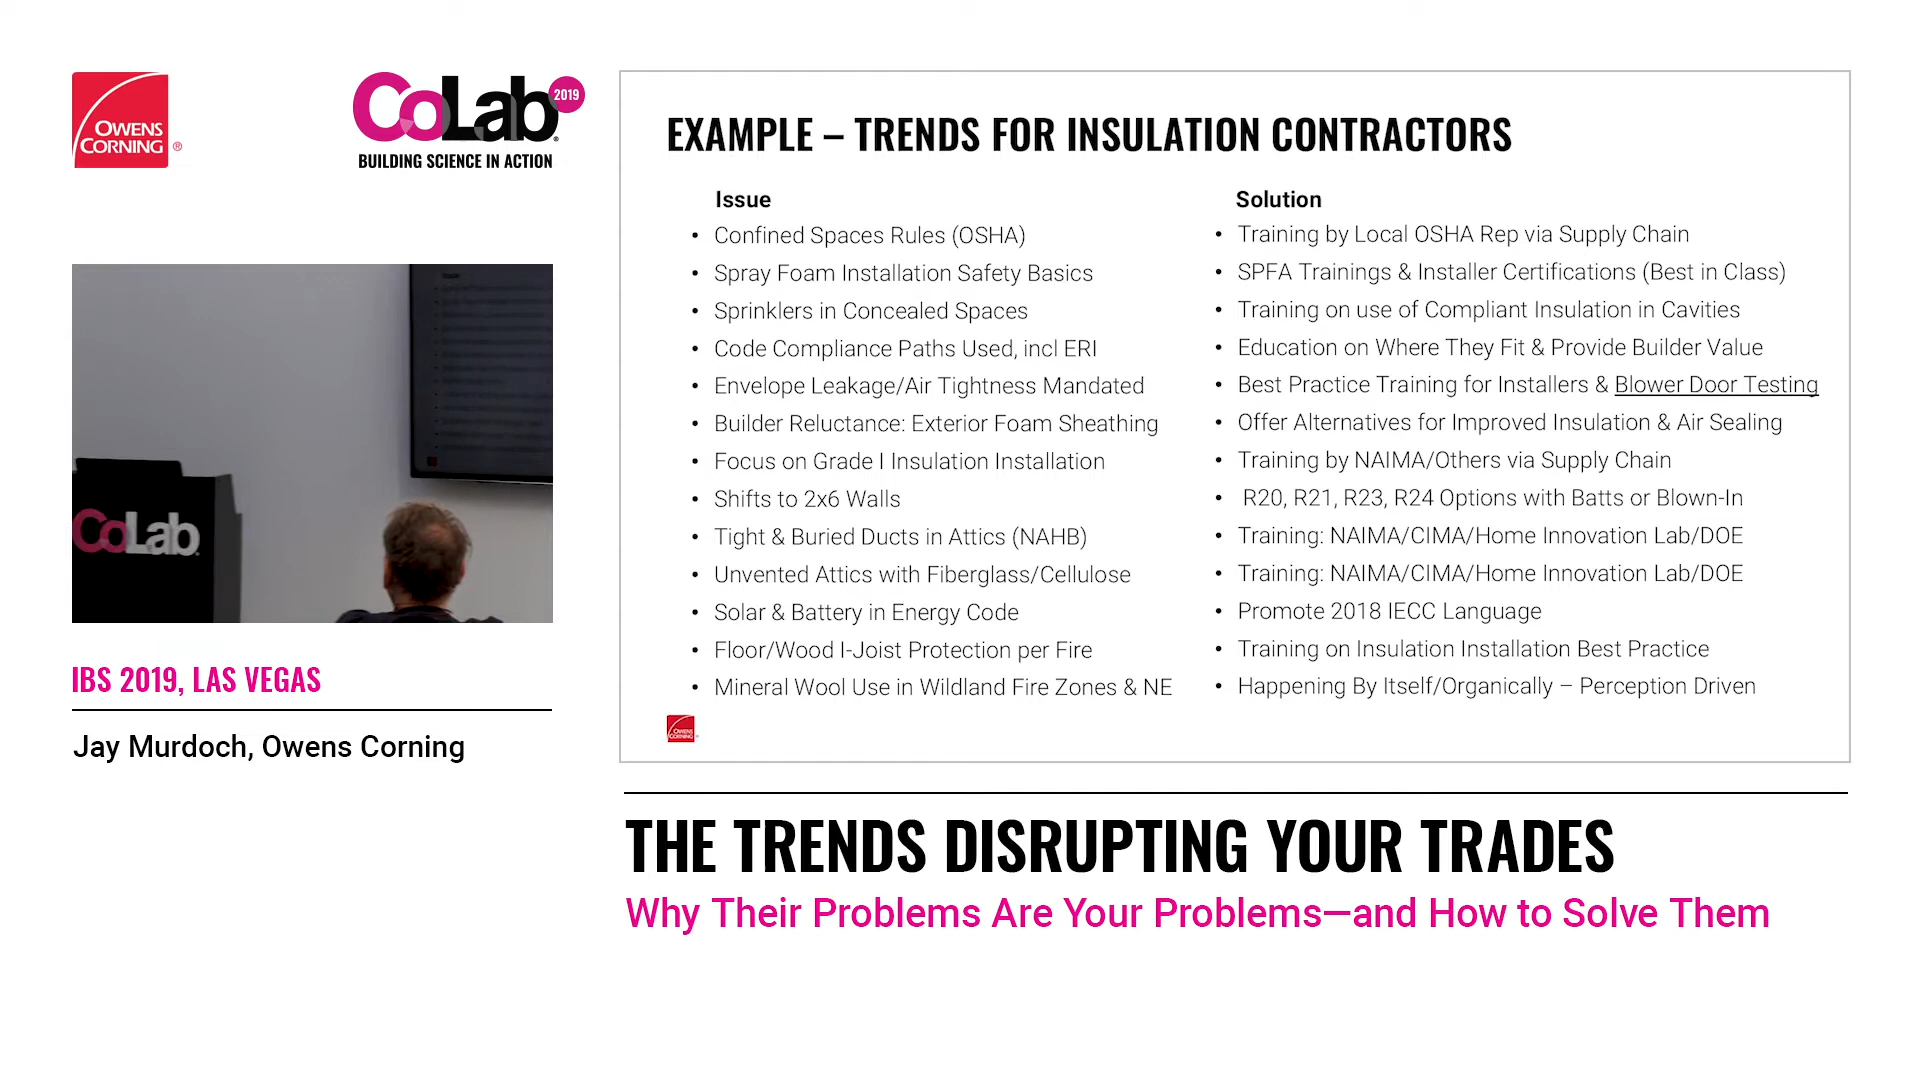 OWENS
CORNING ®
CoLab® 2019
BUILDING SCIENCE IN ACTION
CoLab
IBS 2019, LAS VEGAS
Jay Murdoch, Owens Corning
EXAMPLE – TRENDS FOR INSULATION CONTRACTORS
Issue
• Confined Spaces Rules (OSHA)
• Spray Foam Installation Safety Basics
• Sprinklers in Concealed Spaces
• Code Compliance Paths Used, incl ERI
• Envelope Leakage/Air Tightness Mandated
• Builder Reluctance: Exterior Foam Sheathing
• Focus on Grade I Insulation Installation
• Shifts to 2x6 Walls
• Tight & Buried Ducts in Attics (NAHB)
• Unvented Attics with Fiberglass/Cellulose
• Solar & Battery in Energy Code
• Floor/Wood I-Joist Protection per Fire
• Mineral Wool Use in Wildland Fire Zones & NE
Solution
• Training by Local OSHA Rep via Supply Chain
• SPFA Trainings & Installer Certifications (Best in Class)
• Training on use of Compliant Insulation in Cavities
• Education on Where They Fit & Provide Builder Value
• Best Practice Training for Installers & Blower Door Testing
• Offer Alternatives for Improved Insulation & Air Sealing
• Training by NAIMA/Others via Supply Chain
• R20, R21, R23, R24 Options with Batts or Blown-In
• Training: NAIMA/CIMA/Home Innovation Lab/DOE
• Training: NAIMA/CIMA/Home Innovation Lab/DOE
• Promote 2018 IECC Language
• Training on Insulation Installation Best Practice
• Happening By Itself/Organically – Perception Driven
OWENS
CORNING
THE TRENDS DISRUPTING YOUR TRADES
Why Their Problems Are Your Problems—and How to Solve Them